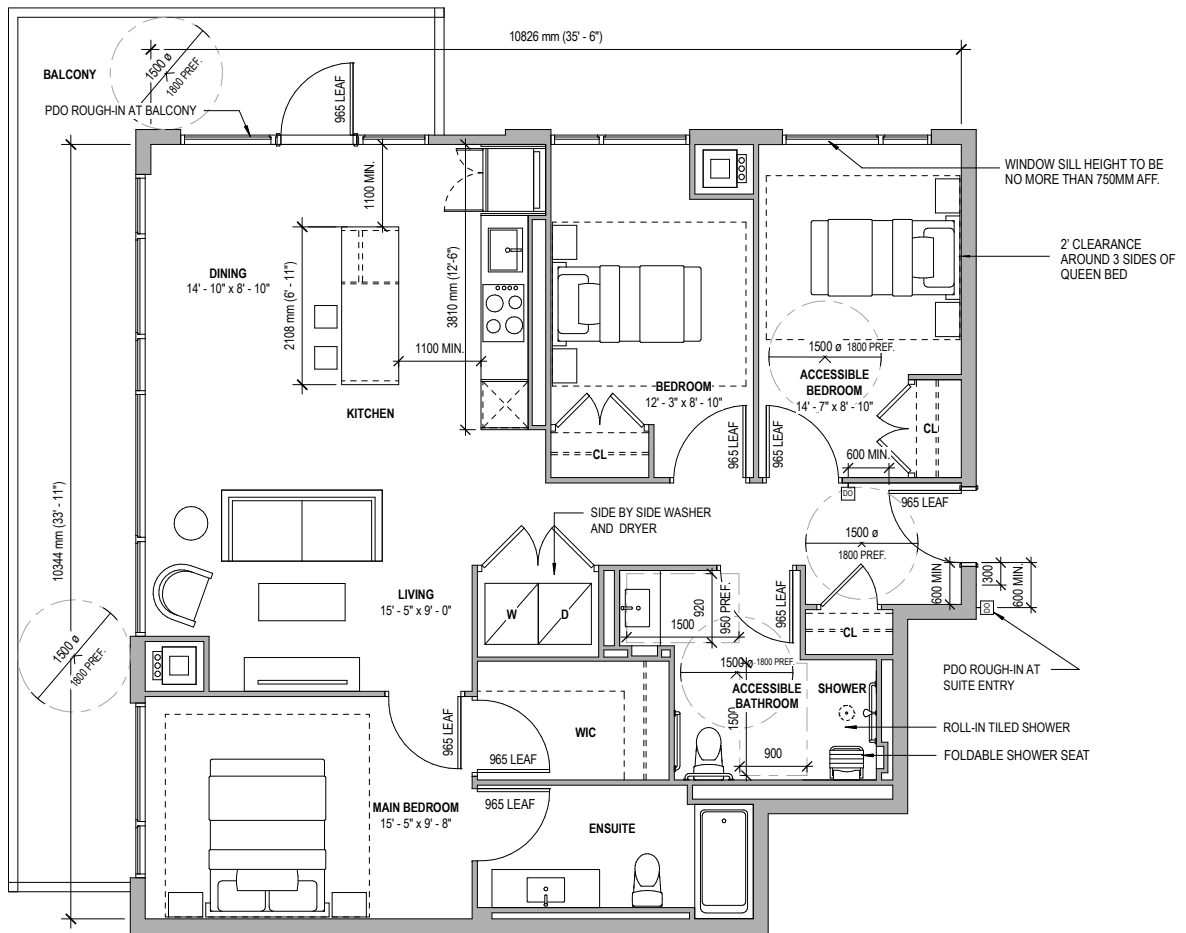 10826 mm (35' - 6")
BALCONY
1500 ø
1800 PREF.
PDO ROUGH-IN AT BALCONY
965 LEAF
WINDOW SILL HEIGHT TO BE
NO MORE THAN 750MM AFF.
1100 MIN.
2' CLEARANCE
AROUND 3 SIDES OF
QUEEN BED
DINING
14' - 10" x 8' - 10"
2108 mm (6' - 11")
3810 mm (12'-6")
1100 MIN.
1500 ø 1800 PREF.
KITCHEN
BEDROOM
12' - 3" x 8' - 10"
ACCESSIBLE
BEDROOM
14' - 7" x 8' - 10"
CL
CL
965 LEAF
965 LEAF
600 MIN.
DO
965 LEAF
10344 mm (33' - 11")
SIDE BY SIDE WASHER
AND DRYER
1500 ø
1800 PREF.
600 MIN
300
600 MIN.
DO
LIVING
15' - 5" x 9' - 0"
W
D
920
950 PREF.
1500
965 LEAF
CL
1500 ø
1800 PREF.
1500 ø 1800 PREF.
ACCESSIBLE
BATHROOM
SHOWER
PDO ROUGH-IN AT
SUITE ENTRY
1500
ROLL-IN TILED SHOWER
WIC
965 LEAF
965 LEAF
900
FOLDABLE SHOWER SEAT
MAIN BEDROOM
15' - 5" x 9' - 8"
965 LEAF
ENSUITE